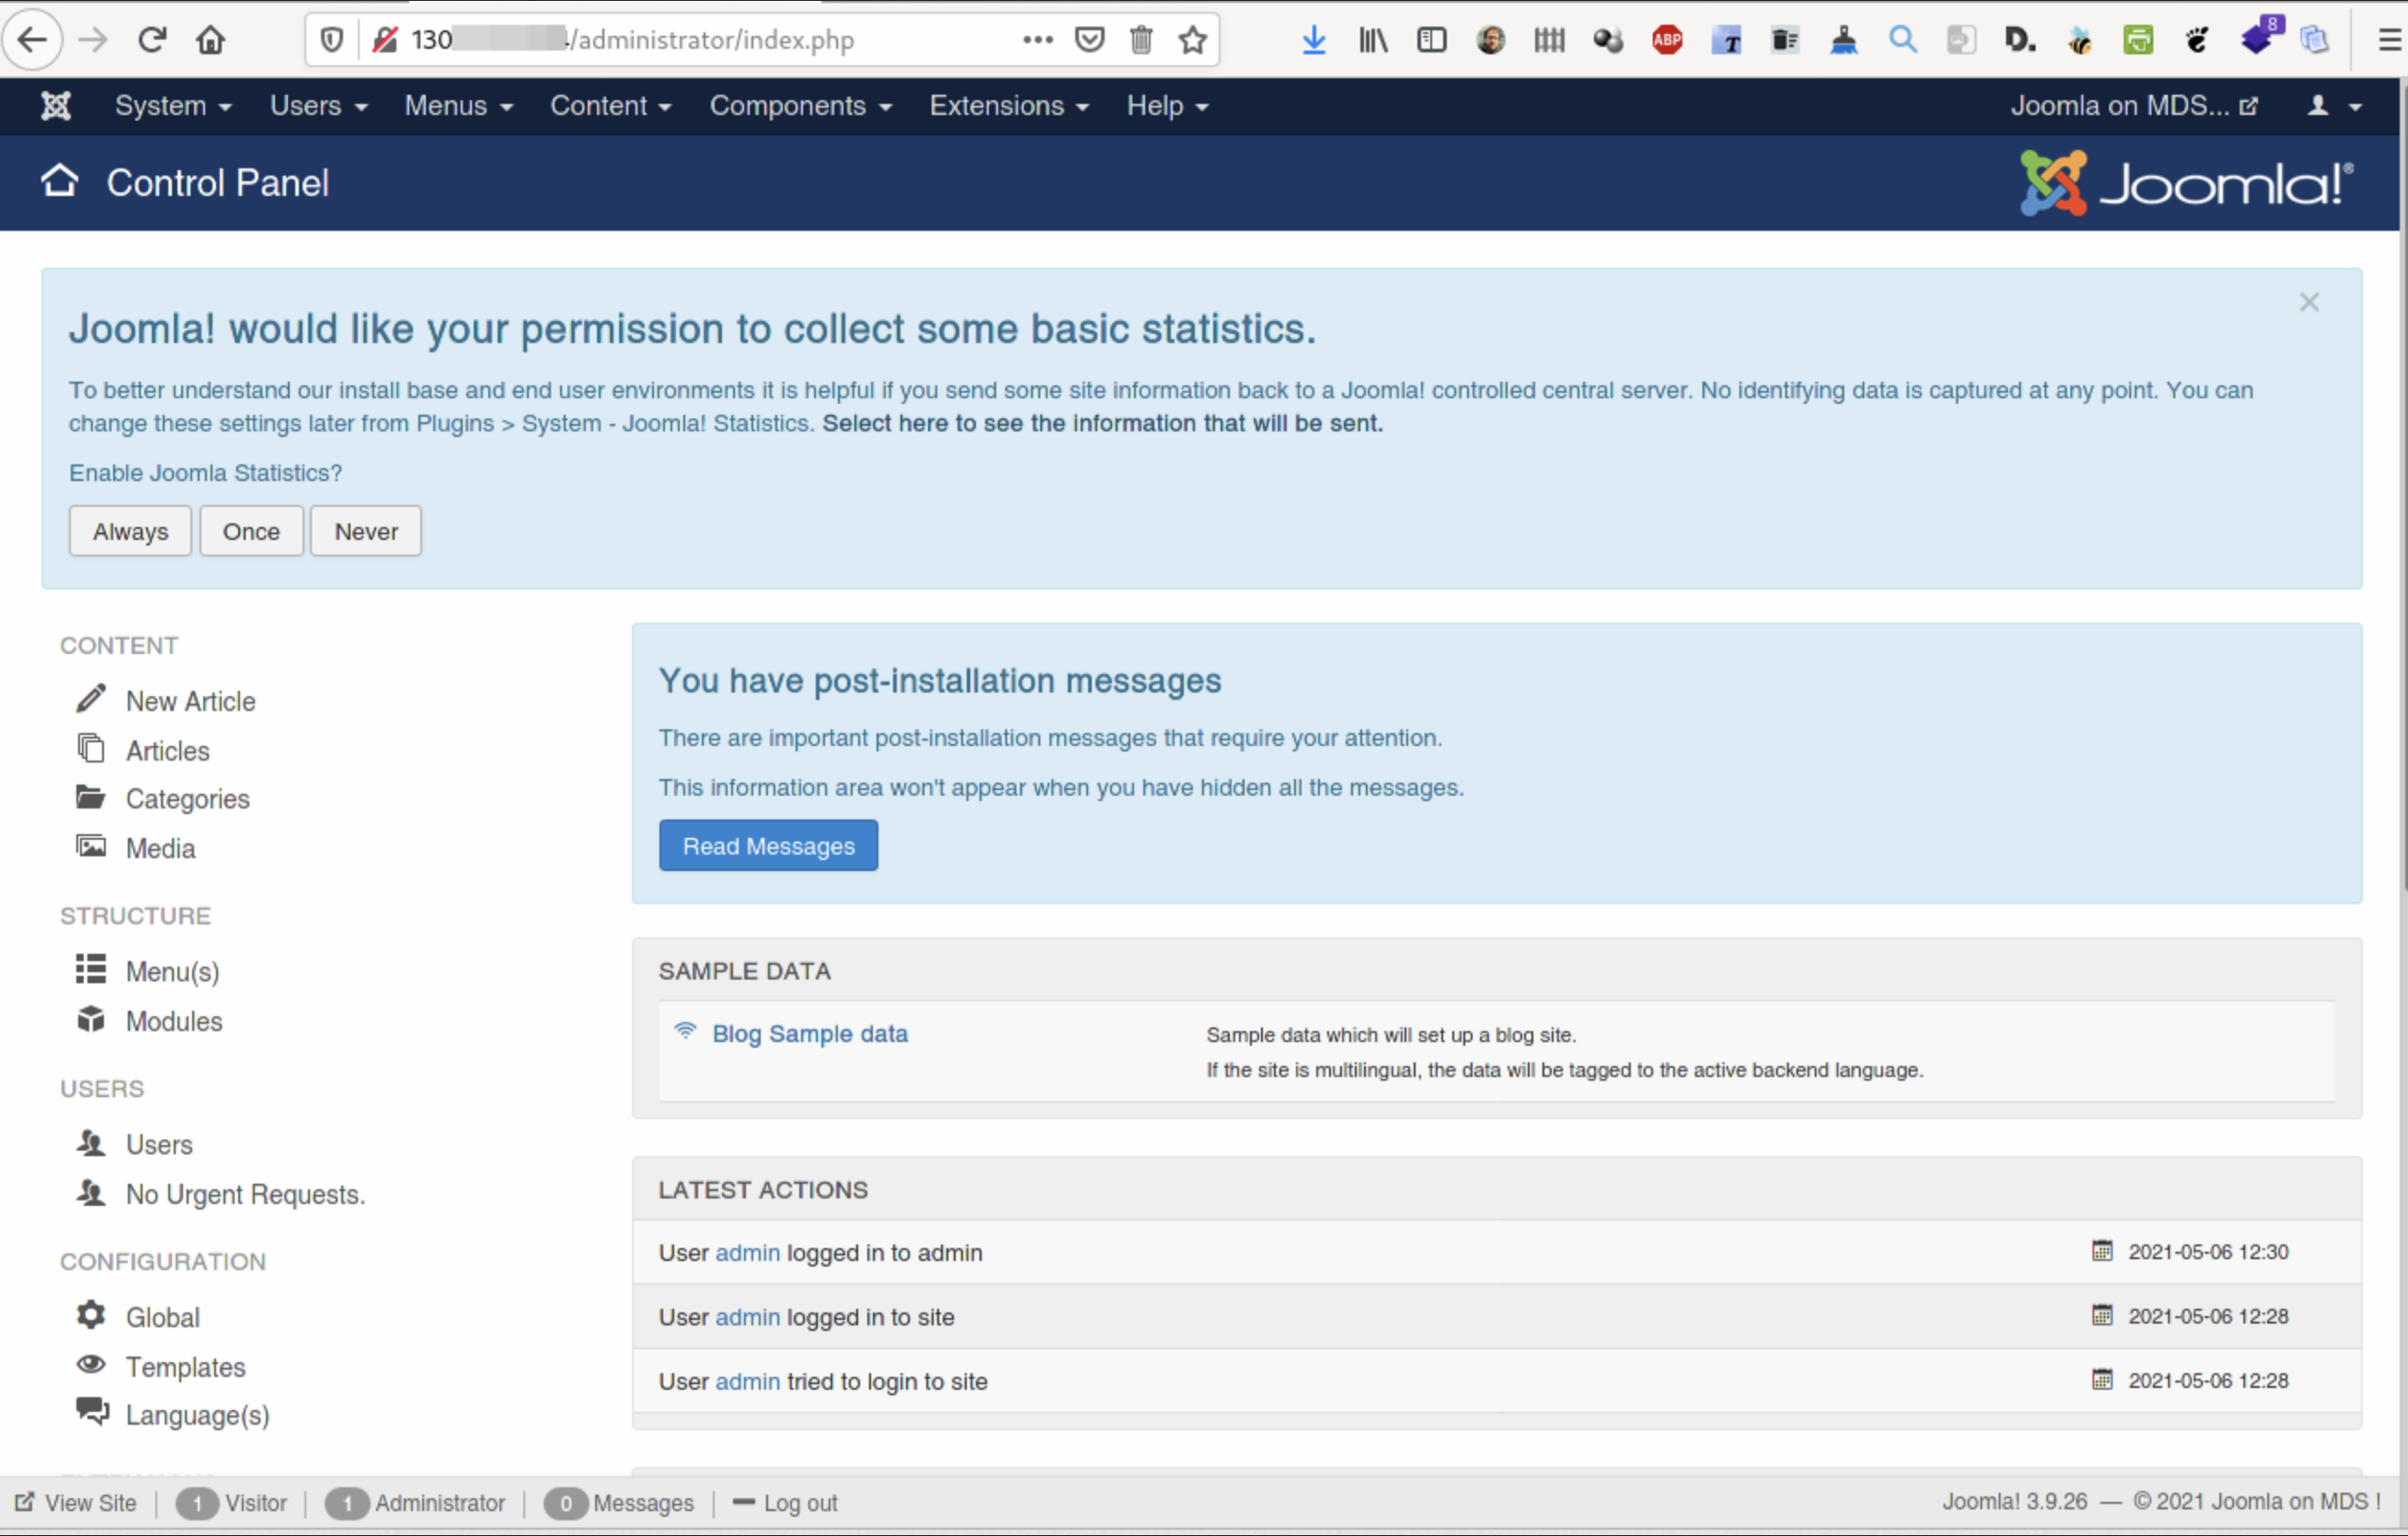 130 /administrator/index.php
ABP
T
D.
8
System Users Menus Content Components Extensions Help Joomla on MDS...
Control Panel
Joomla!®
Joomla! would like your permission to collect some basic statistics.
To better understand our install base and end user environments it is helpful if you send some site information back to a Joomla! controlled central server. No identifying data is captured at any point. You can
change these settings later from Plugins > System - Joomla! Statistics. Select here to see the information that will be sent.
Enable Joomla Statistics?
Always Once Never
CONTENT
New Article
Articles
Categories
Media
STRUCTURE
Menu(s)
Modules
USERS
Users
No Urgent Requests.
CONFIGURATION
Global
Templates
Language(s)
You have post-installation messages
There are important post-installation messages that require your attention.
This information area won't appear when you have hidden all the messages.
Read Messages
SAMPLE DATA
Blog Sample data
Sample data which will set up a blog site.
If the site is multilingual, the data will be tagged to the active backend language.
LATEST ACTIONS
User admin logged in to admin 2021-05-06 12:30
User admin logged in to site 2021-05-06 12:28
User admin tried to login to site 2021-05-06 12:28
View Site 1 Visitor 1 Administrator 0 Messages Log out Joomla! 3.9.26 — © 2021 Joomla on MDS !